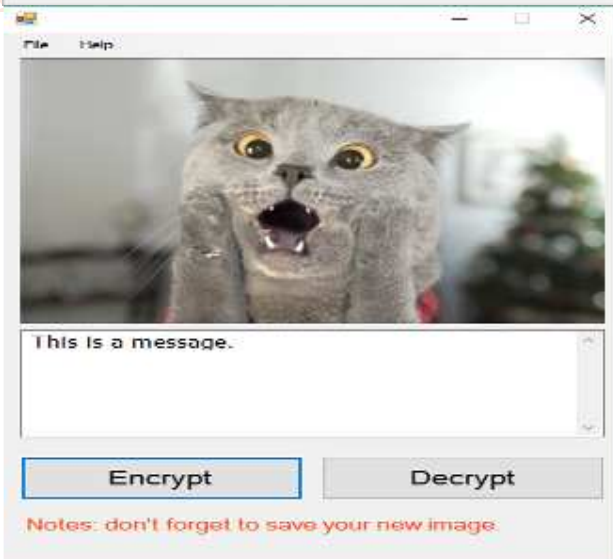 File Help
This is a message.
Encrypt Decrypt
Notes: don't forget to save your new image.